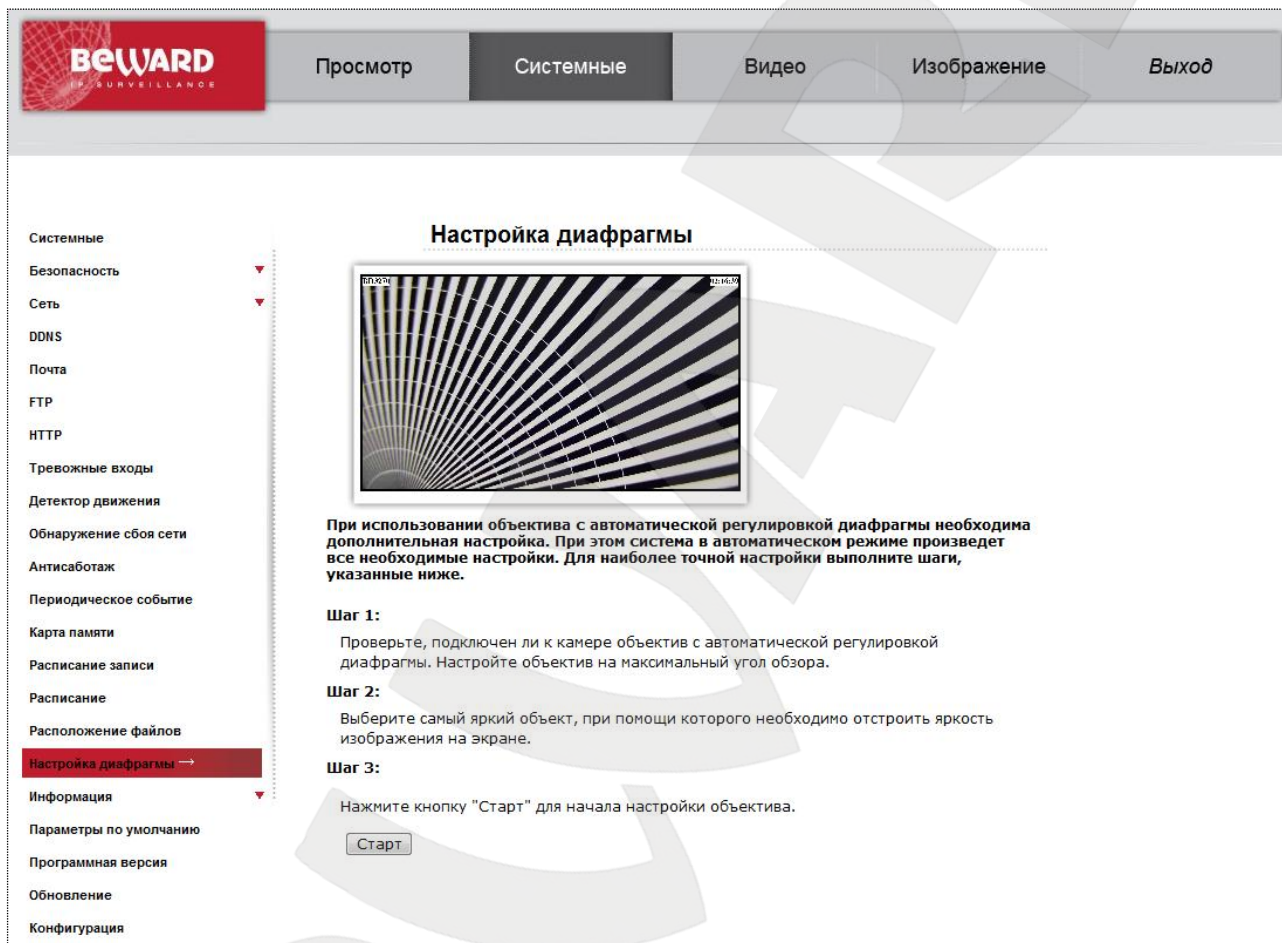 BEWARD
IP SURVEILLANCE
Просмотр
Системные
Видео
Изображение
Выход
Системные
Безопасность
Сеть
DDNS
Почта
FTP
HTTP
Тревожные входы
Детектор движения
Обнаружение сбоя сети
Антисаботаж
Периодическое событие
Карта памяти
Расписание записи
Расписание
Расположение файлов
Настройка диафрагмы →
Информация
Параметры по умолчанию
Программная версия
Обновление
Конфигурация
Настройка диафрагмы
При использовании объектива с автоматической регулировкой диафрагмы необходима
дополнительная настройка. При этом система в автоматическом режиме произведет
все необходимые настройки. Для наиболее точной настройки выполните шаги,
указанные ниже.
Шаг 1:
Проверьте, подключен ли к камере объектив с автоматической регулировкой
диафрагмы. Настройте объектив на максимальный угол обзора.
Шаг 2:
Выберите самый яркий объект, при помощи которого необходимо отстроить яркость
изображения на экране.
Шаг 3:
Нажмите кнопку "Старт" для начала настройки объектива.
Старт